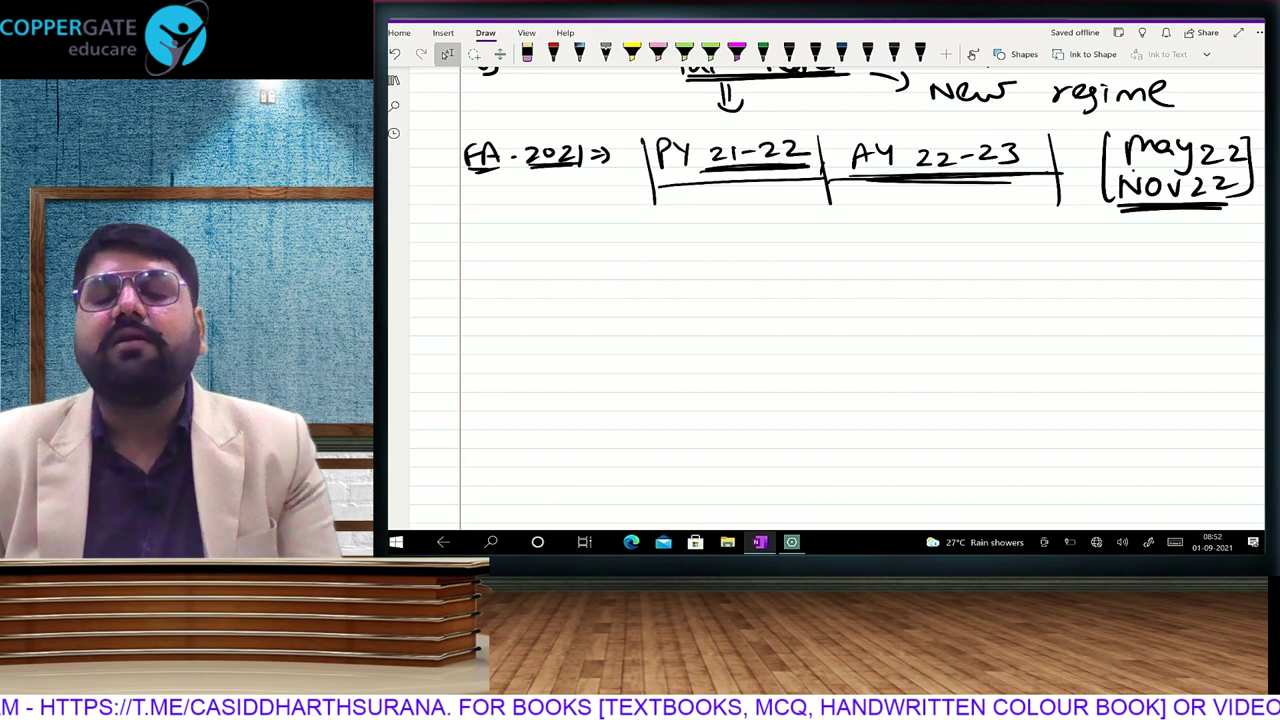 COPPERGATE
educare
Home Insert Draw View Help
Saved offline
Share
Shapes
Ink to Shape
Ink to Text
New regime
FA. 2021 ⇒ PY 21-22 AY 22-23
May 22
NOV 22
27°C Rain showers
08:52
01-09-2021
AM - HTTPS://T.ME/CASIDDHARTHSURANA. FOR BOOKS [TEXTBOOKS, MCQ, HANDWRITTEN COLOUR BOOK] OR VIDEO